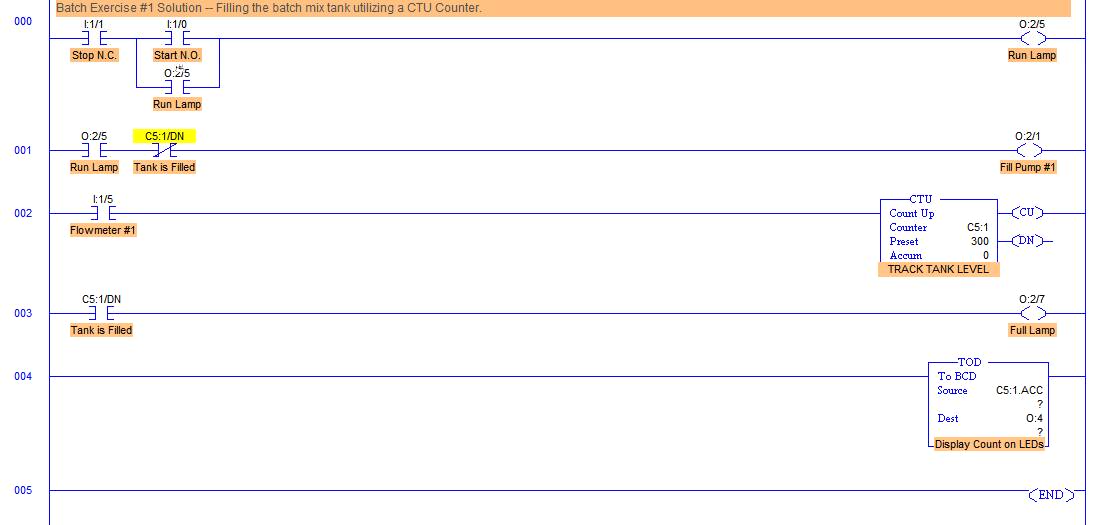 Batch Exercise #1 Solution -- Filling the batch mix tank utilizing a CTU Counter.
000
I:1/1 I:1/0 O:2/5
Stop N.C. Start N.O. Run Lamp
O:2/5
Run Lamp
001
O:2/5 C5:1/DN O:2/1
Run Lamp Tank is Filled Fill Pump #1
002
I:1/5
Flowmeter #1
CTU
Count Up
Counter C5:1
Preset 300
Accum 0
TRACK TANK LEVEL
CU
DN
003
C5:1/DN O:2/7
Tank is Filled Full Lamp
004
TOD
To BCD
Source C5:1.ACC
?
Dest O:4
?
Display Count on LEDs
005
END